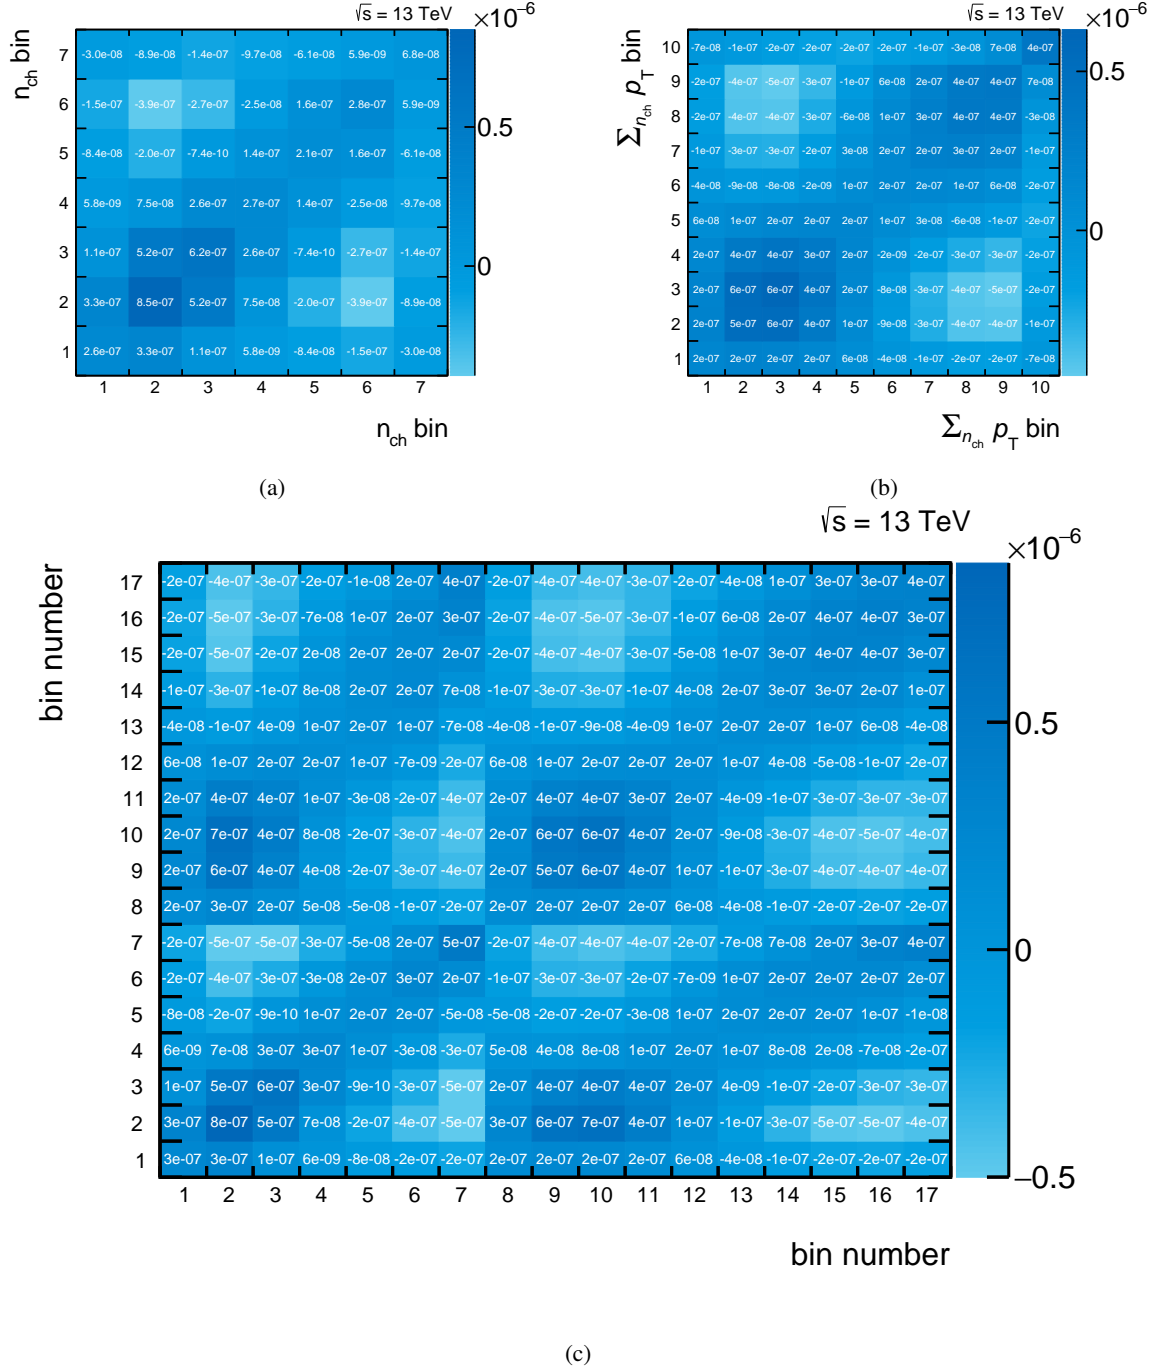 √s = 13 TeV
×10⁻⁶
n_ch bin
7 -3.0e-08 -8.9e-08 -1.4e-07 -9.7e-08 -6.1e-08 5.9e-09 6.8e-08
6 -1.5e-07 -3.9e-07 -2.7e-07 -2.5e-08 1.6e-07 2.8e-07 5.9e-09
0.5
5 -8.4e-08 -2.0e-07 -7.4e-10 1.4e-07 2.1e-07 1.6e-07 -6.1e-08
4 5.8e-09 7.5e-08 2.6e-07 2.7e-07 1.4e-07 -2.5e-08 -9.7e-08
3 1.1e-07 5.2e-07 6.2e-07 2.6e-07 -7.4e-10 -2.7e-07 -1.4e-07
0
2 3.3e-07 8.5e-07 5.2e-07 7.5e-08 -2.0e-07 -3.9e-07 -8.9e-08
1 2.6e-07 3.3e-07 1.1e-07 5.8e-09 -8.4e-08 -1.5e-07 -3.0e-08
1 2 3 4 5 6 7
n_ch bin
(a)
√s = 13 TeV
×10⁻⁶
Σ_n_ch p_T bin
10 -7e-08 -1e-07 -2e-07 -2e-07 -2e-07 -2e-07 -1e-07 -3e-08 7e-08 4e-07
0.5
9 -2e-07 -4e-07 -5e-07 -3e-07 -1e-07 6e-08 2e-07 4e-07 4e-07 7e-08
8 -2e-07 -4e-07 -4e-07 -3e-07 -6e-08 1e-07 3e-07 4e-07 4e-07 -3e-08
7 -1e-07 -3e-07 -3e-07 -2e-07 3e-08 2e-07 2e-07 3e-07 2e-07 -1e-07
6 -4e-08 -9e-08 -8e-08 -2e-09 1e-07 2e-07 2e-07 1e-07 6e-08 -2e-07
5 6e-08 1e-07 2e-07 2e-07 2e-07 1e-07 3e-08 -6e-08 -1e-07 -2e-07
0
4 2e-07 4e-07 4e-07 3e-07 2e-07 -2e-09 -2e-07 -3e-07 -3e-07 -2e-07
3 2e-07 6e-07 6e-07 4e-07 2e-07 -8e-08 -3e-07 -4e-07 -5e-07 -2e-07
2 2e-07 5e-07 6e-07 4e-07 1e-07 -9e-08 -3e-07 -4e-07 -4e-07 -1e-07
1 2e-07 2e-07 2e-07 2e-07 6e-08 -4e-08 -1e-07 -2e-07 -2e-07 -7e-08
1 2 3 4 5 6 7 8 9 10
Σ_n_ch p_T bin
(b)
√s = 13 TeV
×10⁻⁶
bin number
17 -2e-07 -4e-07 -3e-07 -2e-07 -1e-08 2e-07 4e-07 -2e-07 -4e-07 -4e-07 -3e-07 -2e-07 -4e-08 1e-07 3e-07 3e-07 4e-07
16 -2e-07 -5e-07 -3e-07 -7e-08 1e-07 2e-07 3e-07 -2e-07 -4e-07 -5e-07 -3e-07 -1e-07 6e-08 2e-07 4e-07 4e-07 3e-07
15 -2e-07 -5e-07 -2e-07 2e-08 2e-07 2e-07 2e-07 -2e-07 -4e-07 -4e-07 -3e-07 -5e-08 1e-07 3e-07 4e-07 4e-07 3e-07
14 -1e-07 -3e-07 -1e-07 8e-08 2e-07 2e-07 7e-08 -1e-07 -3e-07 -3e-07 -1e-07 4e-08 2e-07 3e-07 3e-07 2e-07 1e-07
13 -4e-08 -1e-07 4e-09 1e-07 2e-07 1e-07 -7e-08 -4e-08 -1e-07 -9e-08 -4e-09 1e-07 2e-07 2e-07 1e-07 6e-08 -4e-08
0.5
12 6e-08 1e-07 2e-07 2e-07 1e-07 -7e-09 -2e-07 6e-08 1e-07 2e-07 2e-07 2e-07 1e-07 4e-08 -5e-08 -1e-07 -2e-07
11 2e-07 4e-07 4e-07 1e-07 -3e-08 -2e-07 -4e-07 2e-07 4e-07 4e-07 3e-07 2e-07 -4e-09 -1e-07 -3e-07 -3e-07 -3e-07
10 2e-07 7e-07 4e-07 8e-08 -2e-07 -3e-07 -4e-07 2e-07 6e-07 6e-07 4e-07 2e-07 -9e-08 -3e-07 -4e-07 -5e-07 -4e-07
9 2e-07 6e-07 4e-07 4e-08 -2e-07 -3e-07 -4e-07 2e-07 5e-07 6e-07 4e-07 1e-07 -1e-07 -3e-07 -4e-07 -4e-07 -4e-07
8 2e-07 3e-07 2e-07 5e-08 -5e-08 -1e-07 -2e-07 2e-07 2e-07 2e-07 2e-07 6e-08 -4e-08 -1e-07 -2e-07 -2e-07 -2e-07
7 -2e-07 -5e-07 -5e-07 -3e-07 -5e-08 2e-07 5e-07 -2e-07 -4e-07 -4e-07 -4e-07 -2e-07 -7e-08 7e-08 2e-07 3e-07 4e-07
0
6 -2e-07 -4e-07 -3e-07 -3e-08 2e-07 3e-07 2e-07 -1e-07 -3e-07 -3e-07 -2e-07 -7e-09 1e-07 2e-07 2e-07 2e-07 2e-07
5 -8e-08 -2e-07 -9e-10 1e-07 2e-07 2e-07 -5e-08 -5e-08 -2e-07 -2e-07 -3e-08 1e-07 2e-07 2e-07 2e-07 1e-07 -1e-08
4 6e-09 7e-08 3e-07 3e-07 1e-07 -3e-08 -3e-07 5e-08 4e-08 8e-08 1e-07 2e-07 1e-07 8e-08 2e-08 -7e-08 -2e-07
3 1e-07 5e-07 6e-07 3e-07 -9e-10 -3e-07 -5e-07 2e-07 4e-07 4e-07 4e-07 2e-07 4e-09 -1e-07 -2e-07 -3e-07 -3e-07
2 3e-07 8e-07 5e-07 7e-08 -2e-07 -4e-07 -5e-07 3e-07 6e-07 7e-07 4e-07 1e-07 -1e-07 -3e-07 -5e-07 -5e-07 -4e-07
1 3e-07 3e-07 1e-07 6e-09 -8e-08 -2e-07 -2e-07 2e-07 2e-07 2e-07 2e-07 6e-08 -4e-08 -1e-07 -2e-07 -2e-07 -2e-07
−0.5
1 2 3 4 5 6 7 8 9 10 11 12 13 14 15 16 17
bin number
(c)